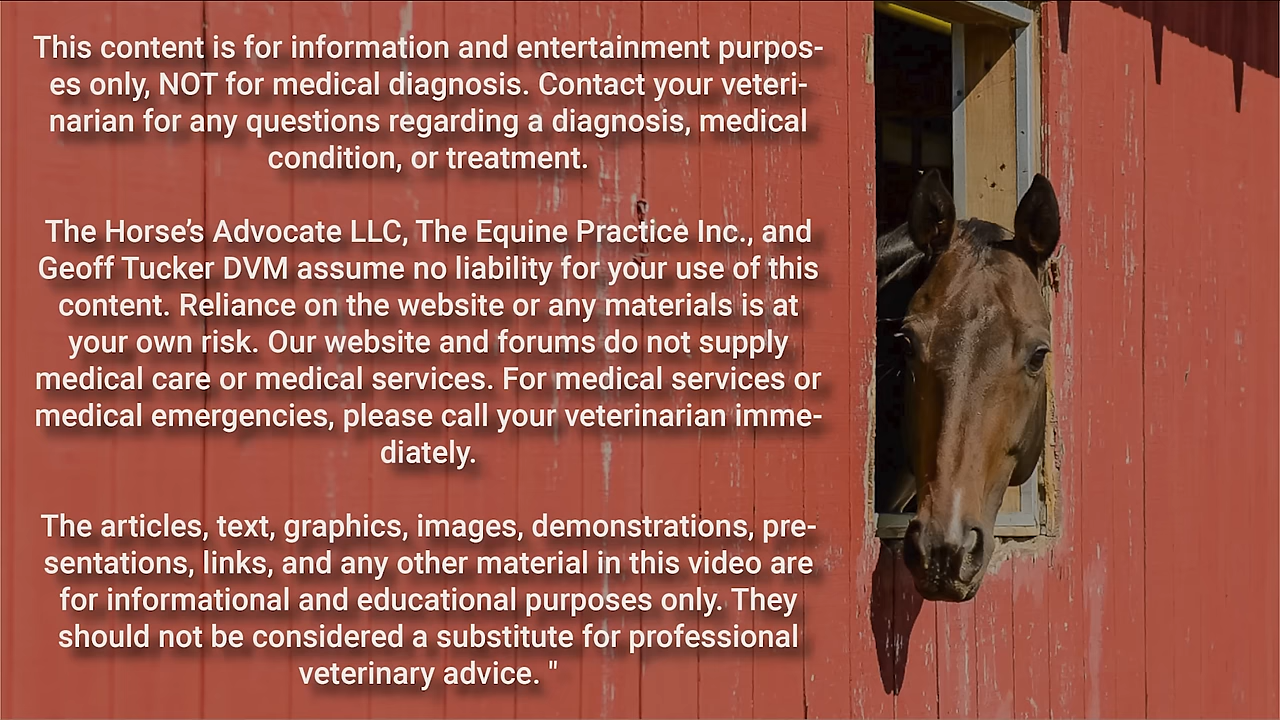 This content is for information and entertainment purpos-
es only, NOT for medical diagnosis. Contact your veteri-
narian for any questions regarding a diagnosis, medical
condition, or treatment.
The Horse’s Advocate LLC, The Equine Practice Inc., and
Geoff Tucker DVM assume no liability for your use of this
content. Reliance on the website or any materials is at
your own risk. Our website and forums do not supply
medical care or medical services. For medical services or
medical emergencies, please call your veterinarian imme-
diately.
The articles, text, graphics, images, demonstrations, pre-
sentations, links, and any other material in this video are
for informational and educational purposes only. They
should not be considered a substitute for professional
veterinary advice. "